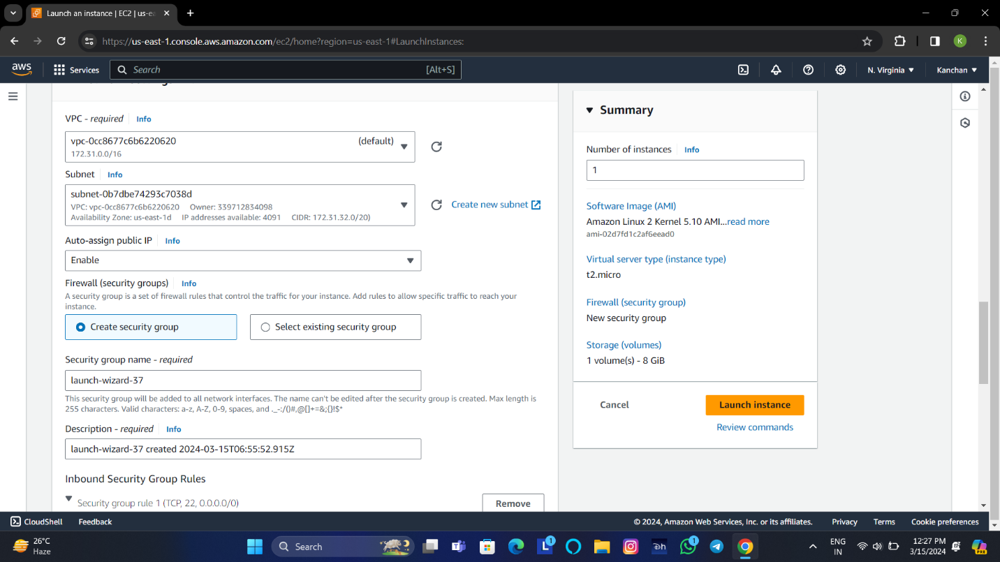 Launch an instance | EC2 | us-ea
https://us-east-1.console.aws.amazon.com/ec2/home?region=us-east-1#LaunchInstances:
K
aws
Services
Search
[Alt+S]
N. Virginia
Kanchan
VPC - required
Info
vpc-0cc8677c6b6220620
(default)
172.31.0.0/16
Subnet
Info
subnet-0b7dbe74293c7038d
VPC: vpc-0cc8677c6b6220620 Owner: 339712834098
Availability Zone: us-east-1d IP addresses available: 4091 CIDR: 172.31.32.0/20)
Create new subnet
Auto-assign public IP
Info
Enable
Firewall (security groups)
Info
A security group is a set of firewall rules that control the traffic for your instance. Add rules to allow specific traffic to reach your
instance.
Create security group
Select existing security group
Security group name - required
launch-wizard-37
This security group will be added to all network interfaces. The name can't be edited after the security group is created. Max length is
255 characters. Valid characters: a-z, A-Z, 0-9, spaces, and ._-:/()#,@[]+=&;{}!$*
Description - required
Info
launch-wizard-37 created 2024-03-15T06:55:52.915Z
Inbound Security Group Rules
Security group rule 1 (TCP, 22, 0.0.0.0/0)
Remove
Summary
Number of instances
Info
1
Software Image (AMI)
Amazon Linux 2 Kernel 5.10 AMI...read more
ami-02d7fd1c2af6eead0
Virtual server type (instance type)
t2.micro
Firewall (security group)
New security group
Storage (volumes)
1 volume(s) - 8 GiB
Cancel
Launch instance
Review commands
CloudShell
Feedback
© 2024, Amazon Web Services, Inc. or its affiliates.
Privacy
Terms
Cookie preferences
26°C
Haze
Search
L
1
Dh
1
ENG
IN
12:27 PM
3/15/2024
PRE